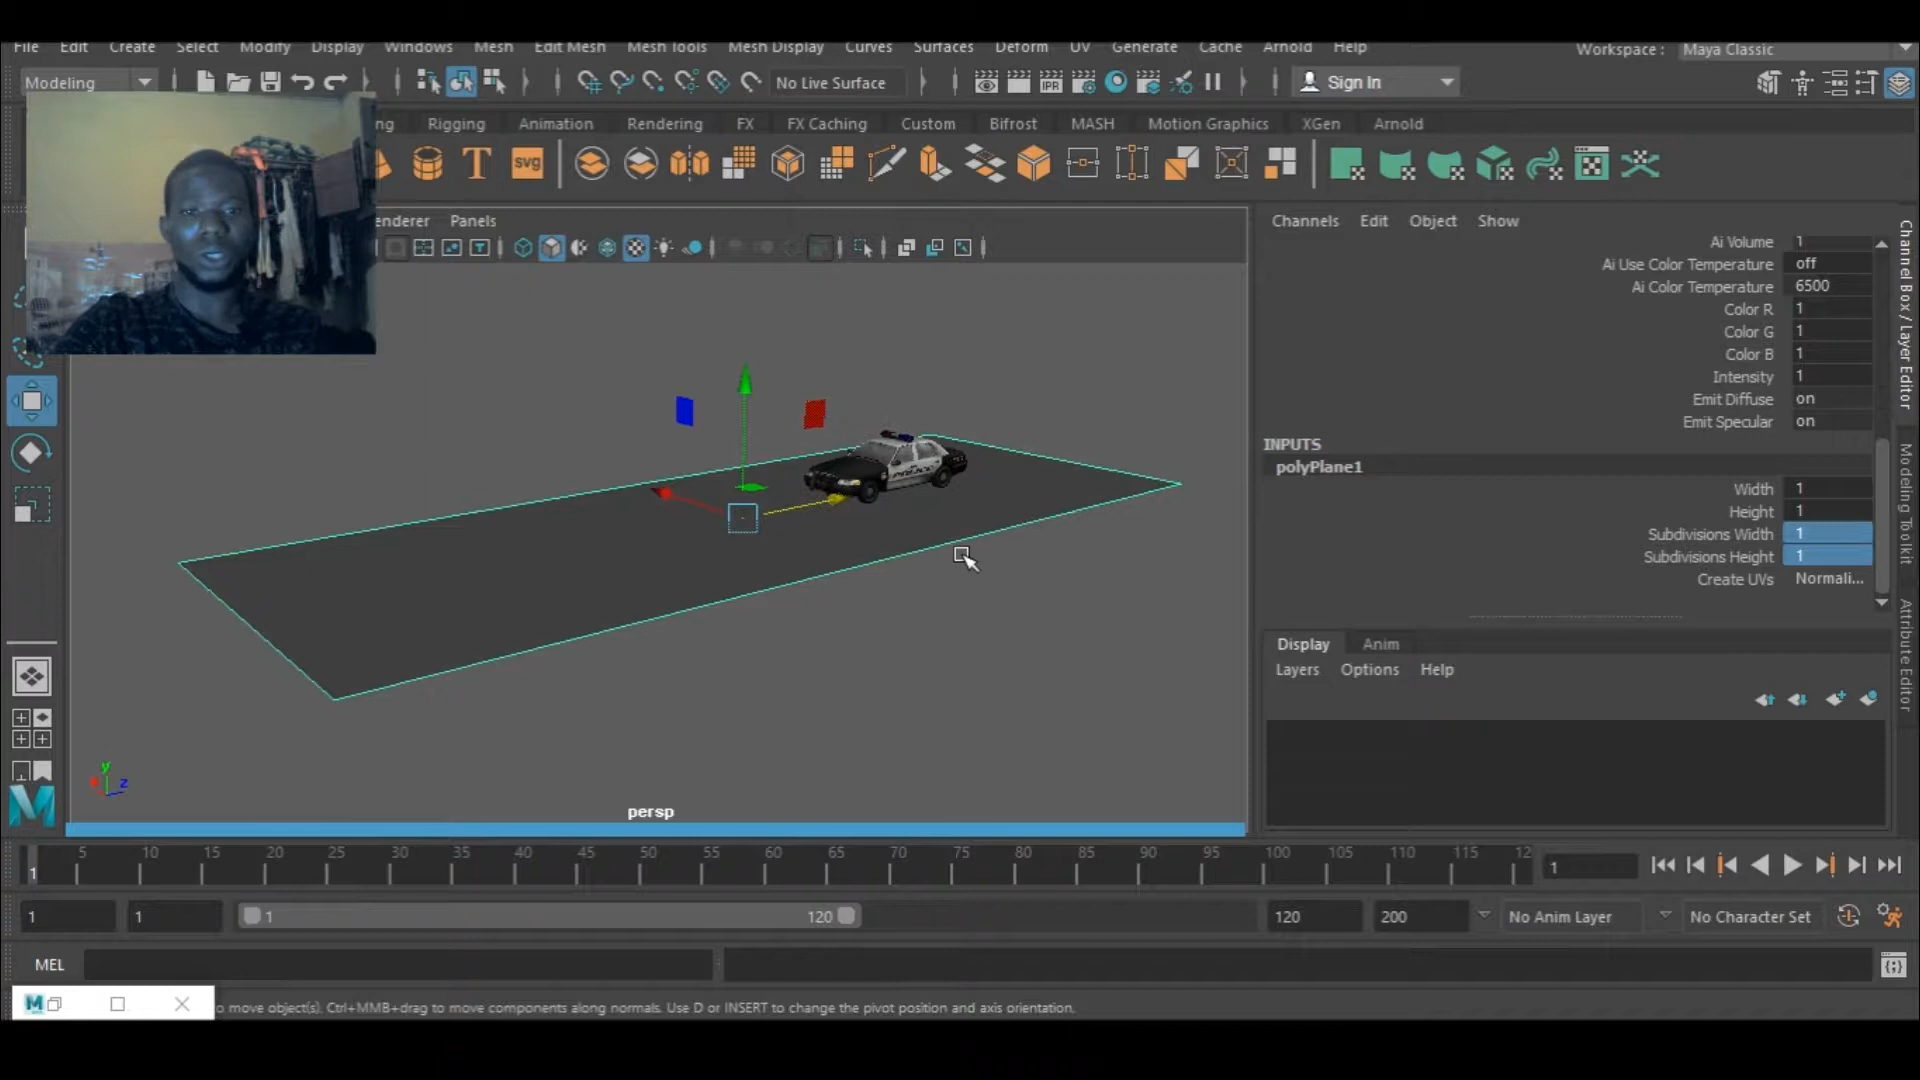 File Edit Create Select Modify Display Windows Mesh Edit Mesh Mesh Tools Mesh Display Curves Surfaces Deform UV Generate Cache Arnold Help Workspace : Maya Classic
Modeling No Live Surface Sign In
ng Rigging Animation Rendering FX FX Caching Custom Bifrost MASH Motion Graphics XGen Arnold
T svg
IPR
enderer Panels
Channels Edit Object Show
Ai Volume 1
Ai Use Color Temperature off
Ai Color Temperature 6500
Color R 1
Color G 1
Color B 1
Intensity 1
Emit Diffuse on
Emit Specular on
INPUTS
polyPlane1
Width 1
Height 1
Subdivisions Width 1
Subdivisions Height 1
Create UVs Normali...
Channel Box / Layer Editor
Modeling Toolkit
Attribute Editor
Display Anim
Layers Options Help
y
z
persp
M
5 10 15 20 25 30 35 40 45 50 55 60 65 70 75 80 85 90 95 100 105 110 115 12
1
1
1 1 1 120 120 200 No Anim Layer No Character Set
MEL
M
o move object(s). Ctrl+MMB+drag to move components along normals. Use D or INSERT to change the pivot position and axis orientation.